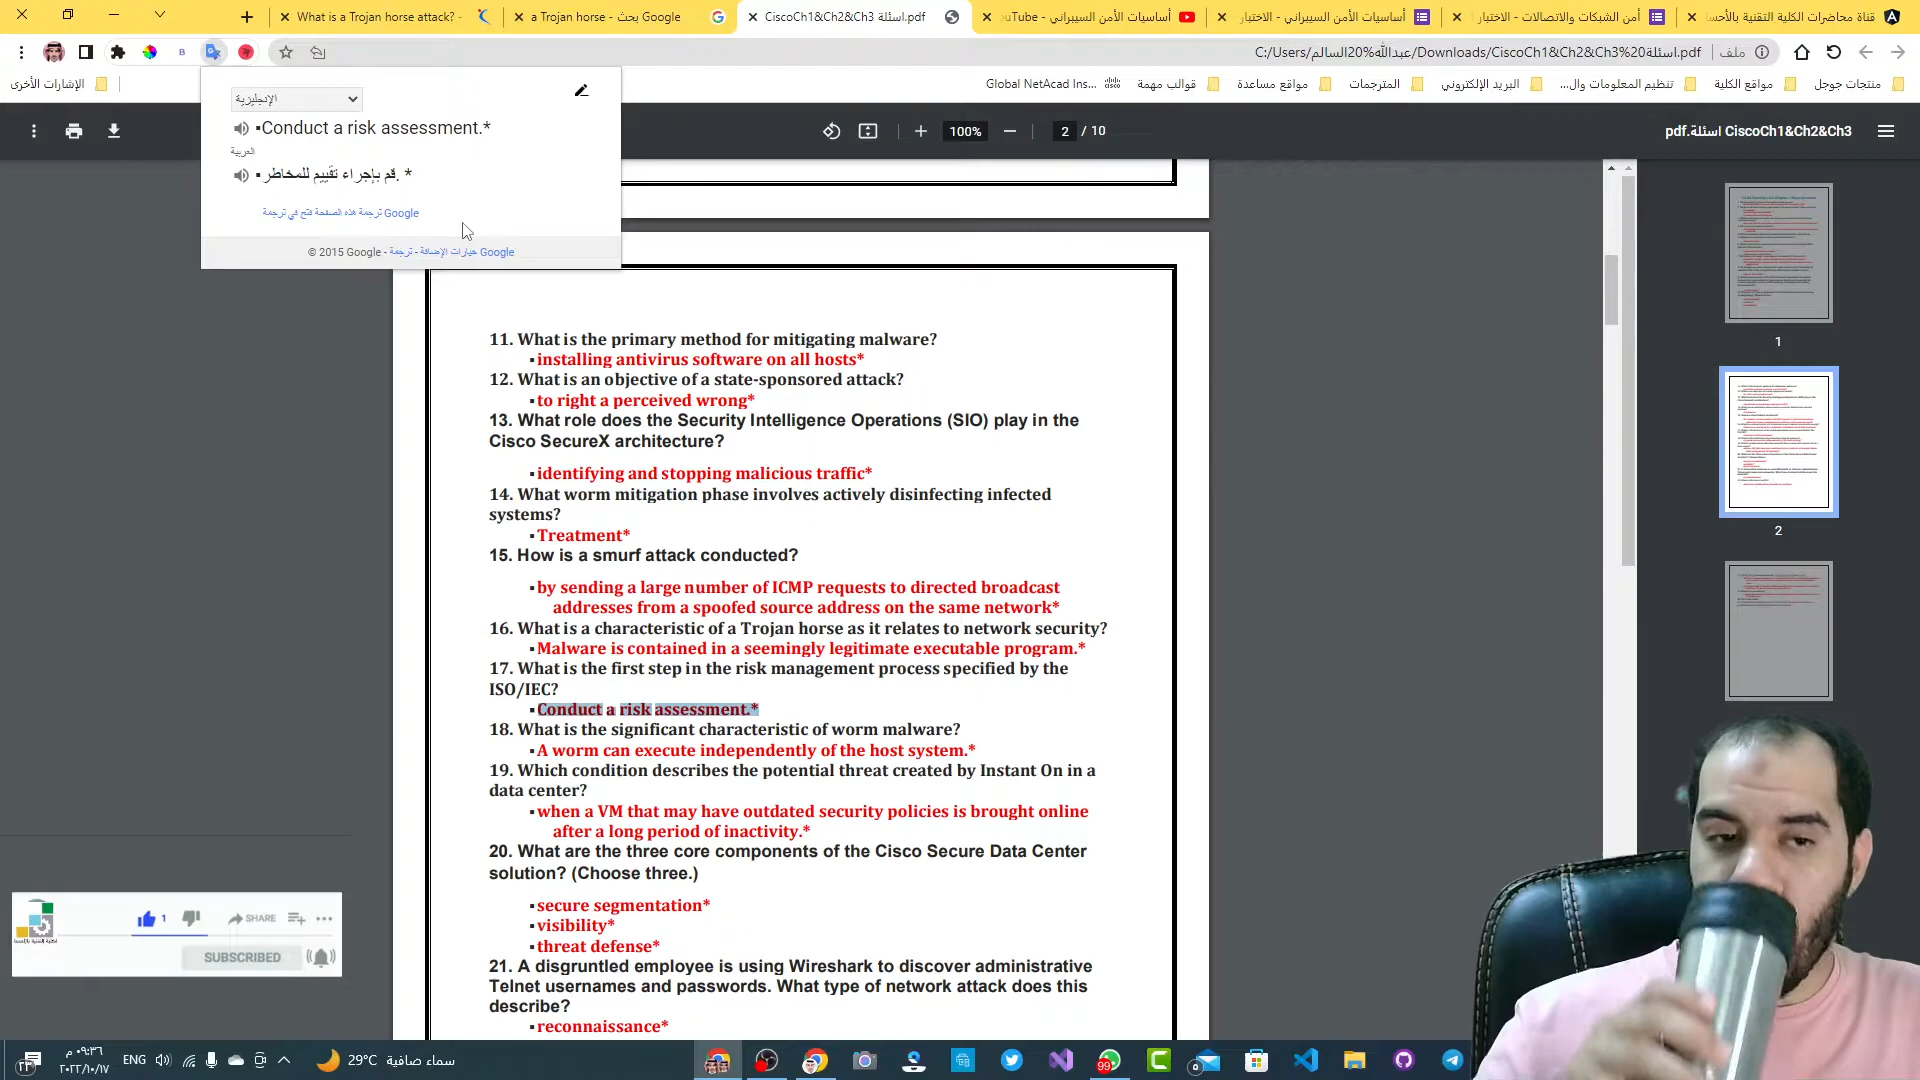 What is a Trojan horse attack? -
a Trojan horse - بحث Google
اسئلة CiscoCh1&Ch2&Ch3.pdf
أساسيات الأمن السيبراني - YouTube
أساسيات الأمن السيبراني - الاختبار
أمن الشبكات والاتصالات - الاختبار ا
قناة محاضرات الكلية التقنية بالأحسا
C:/Users/عبدالله%20السالم/Downloads/CiscoCh1&Ch2&Ch3%20اسئلة.pdf
ملف
الإشارات الأخرى
Global NetAcad Ins...
قوالب مهمة
مواقع مساعدة
المترجمات
البريد الإلكتروني
تنظيم المعلومات وال...
مواقع الكلية
منتجات جوجل
100%
2 / 10
CiscoCh1&Ch2&Ch3 اسئلة.pdf
الإنجليزية
▪Conduct a risk assessment.*
العربية
▪قم بإجراء تقييم للمخاطر. *
ترجمة هذه الصفحة فتح في ترجمة Google
© 2015 Google - خيارات الإضافة - ترجمة Google
11. What is the primary method for mitigating malware?
▪installing antivirus software on all hosts*
12. What is an objective of a state-sponsored attack?
▪to right a perceived wrong*
13. What role does the Security Intelligence Operations (SIO) play in the
Cisco SecureX architecture?
▪identifying and stopping malicious traffic*
14. What worm mitigation phase involves actively disinfecting infected
systems?
▪Treatment*
15. How is a smurf attack conducted?
▪by sending a large number of ICMP requests to directed broadcast
addresses from a spoofed source address on the same network*
16. What is a characteristic of a Trojan horse as it relates to network security?
▪Malware is contained in a seemingly legitimate executable program.*
17. What is the first step in the risk management process specified by the
ISO/IEC?
▪Conduct a risk assessment.*
18. What is the significant characteristic of worm malware?
▪A worm can execute independently of the host system.*
19. Which condition describes the potential threat created by Instant On in a
data center?
▪when a VM that may have outdated security policies is brought online
after a long period of inactivity.*
20. What are the three core components of the Cisco Secure Data Center
solution? (Choose three.)
▪secure segmentation*
▪visibility*
▪threat defense*
21. A disgruntled employee is using Wireshark to discover administrative
Telnet usernames and passwords. What type of network attack does this
describe?
▪reconnaissance*
1
2
1
SHARE
SUBSCRIBED
٠٩:٣٦ م
٢٠٢٢/١٠/١٧
ENG
29°C سماء صافية
99